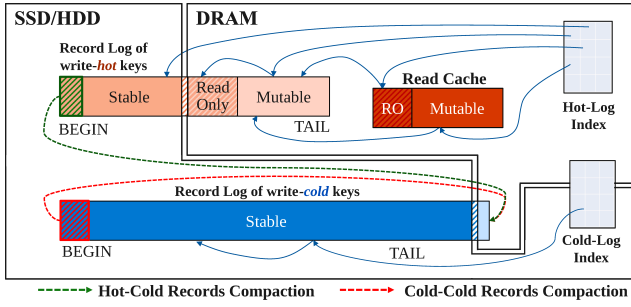 SSD/HDD
DRAM
Record Log of
write-hot keys
Stable
Read
Only
Mutable
BEGIN
TAIL
Read Cache
RO
Mutable
Hot-Log
Index
Record Log of write-cold keys
Stable
BEGIN
TAIL
Cold-Log
Index
Hot-Cold Records Compaction
Cold-Cold Records Compaction